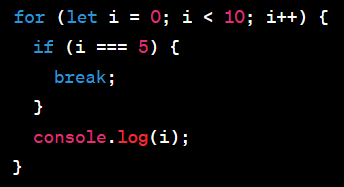 for (let i = 0; i < 10; i++) {
  if (i === 5) {
    break;
  }
  console.log(i);
}